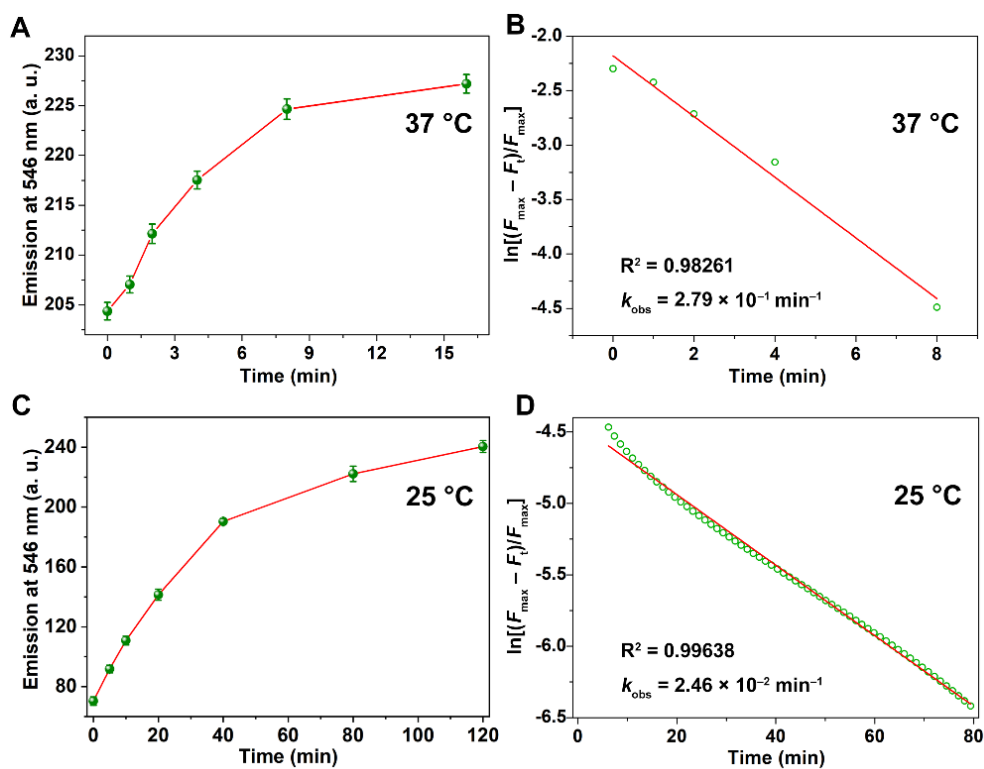 A
Emission at 546 nm (a. u.)
230
225
220
215
210
205
37 °C
0 3 6 9 12 15
Time (min)
B
ln[(Fmax – Ft)/Fmax]
-2.0
-2.5
-3.0
-3.5
-4.0
-4.5
37 °C
R² = 0.98261
kobs = 2.79 × 10⁻¹ min⁻¹
0 2 4 6 8
Time (min)
C
Emission at 546 nm (a. u.)
240
200
160
120
80
25 °C
0 20 40 60 80 100 120
Time (min)
D
ln[(Fmax – Ft)/Fmax]
-4.5
-5.0
-5.5
-6.0
-6.5
25 °C
R² = 0.99638
kobs = 2.46 × 10⁻² min⁻¹
0 20 40 60 80
Time (min)